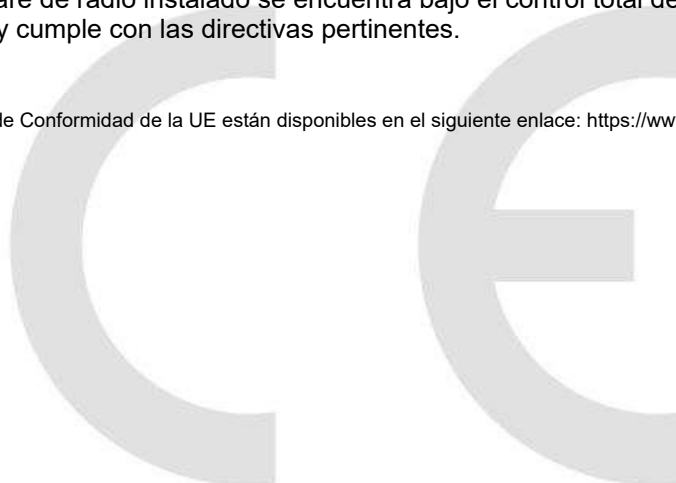 de radio instalado se encuentra bajo el control total de
y cumple con las directivas pertinentes.
de Conformidad de la UE están disponibles en el siguiente enlace: https://ww
CE